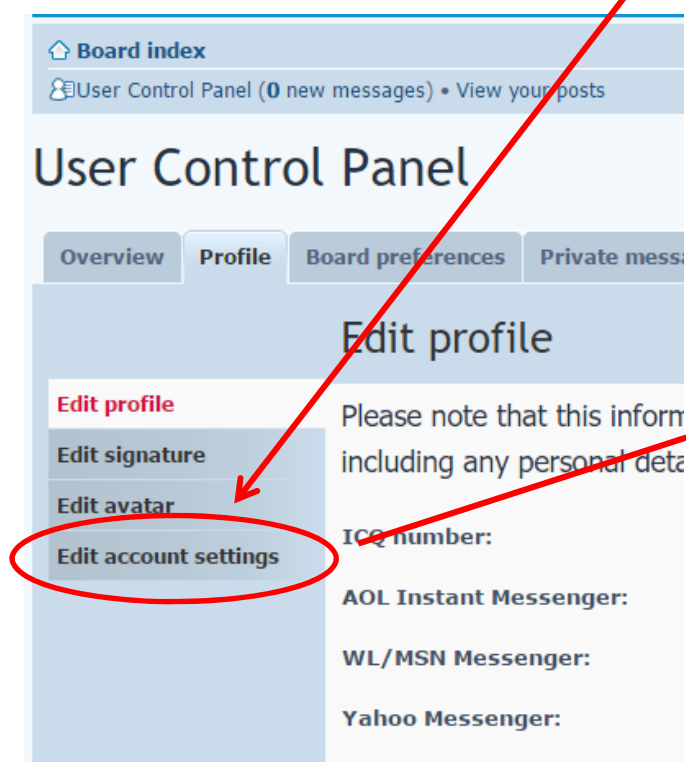 Board index
User Control Panel (0 new messages) • View your posts
User Control Panel
Overview Profile Board preferences Private messa
Edit profile
Edit profile
Please note that this inform
Edit signature
including any personal deta
Edit avatar
ICQ number:
Edit account settings
AOL Instant Messenger:
WL/MSN Messenger:
Yahoo Messenger: